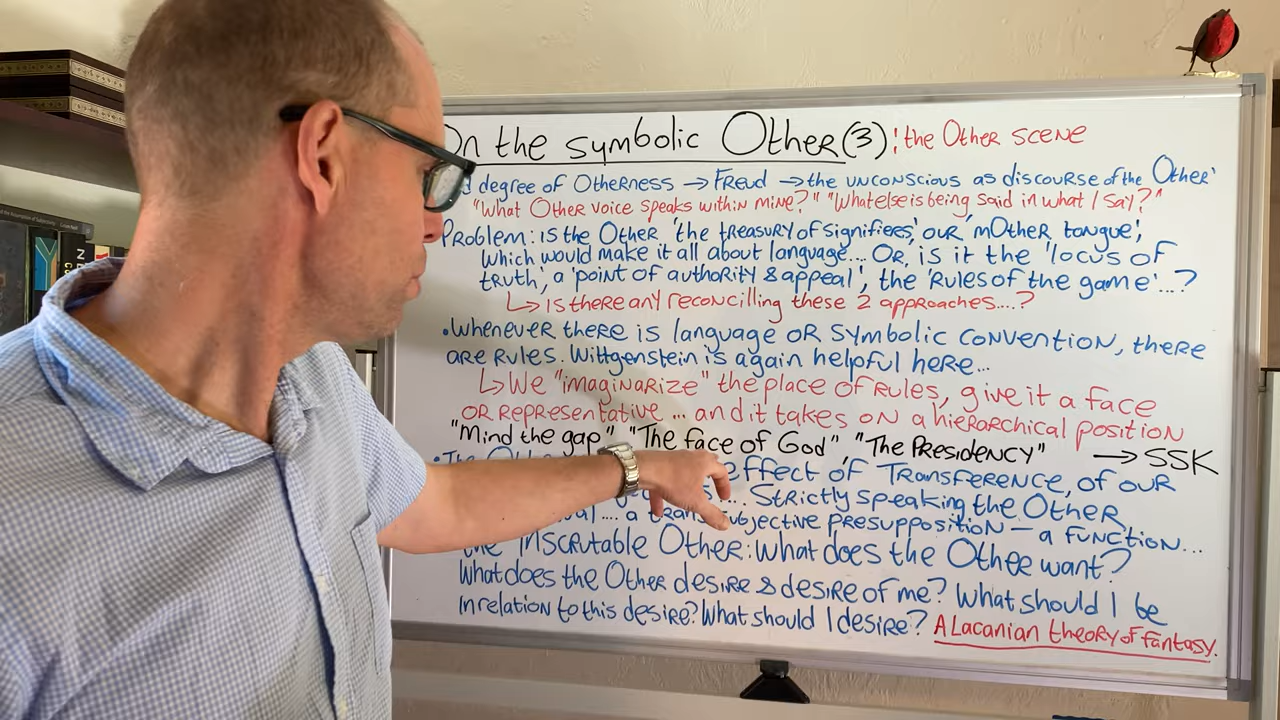 On the symbolic Other (3): the Other scene
degree of Otherness → Freud → the unconscious as discourse of the Other'
"What Other voice speaks within mine?" "What else is being said in what I say?"
Problem: is the Other 'the treasury of signifiers,' our 'mOther tongue',
which would make it all about language.... Or, is it the 'locus of
truth', a 'point of authority & appeal', the 'rules of the game'...?
↳ is there any reconcilling these 2 approaches....?
• Whenever there is language or symbolic convention, there
are rules. Wittgenstein is again helpful here...
↳ We "imaginarize" the place of rules, give it a face
or representative... and it takes on a hierarchical position
"Mind the gap", "The face of God", "The Presidency" → SSK
• The effect of Transference, of our
Strictly speaking the Other
.... a presupposition – a function...
the inscrutable Other: What does the Other want?
What does the Other desire & desire of me? What should I be
in relation to this desire? What should I desire? A Lacanian theory of fantasy.